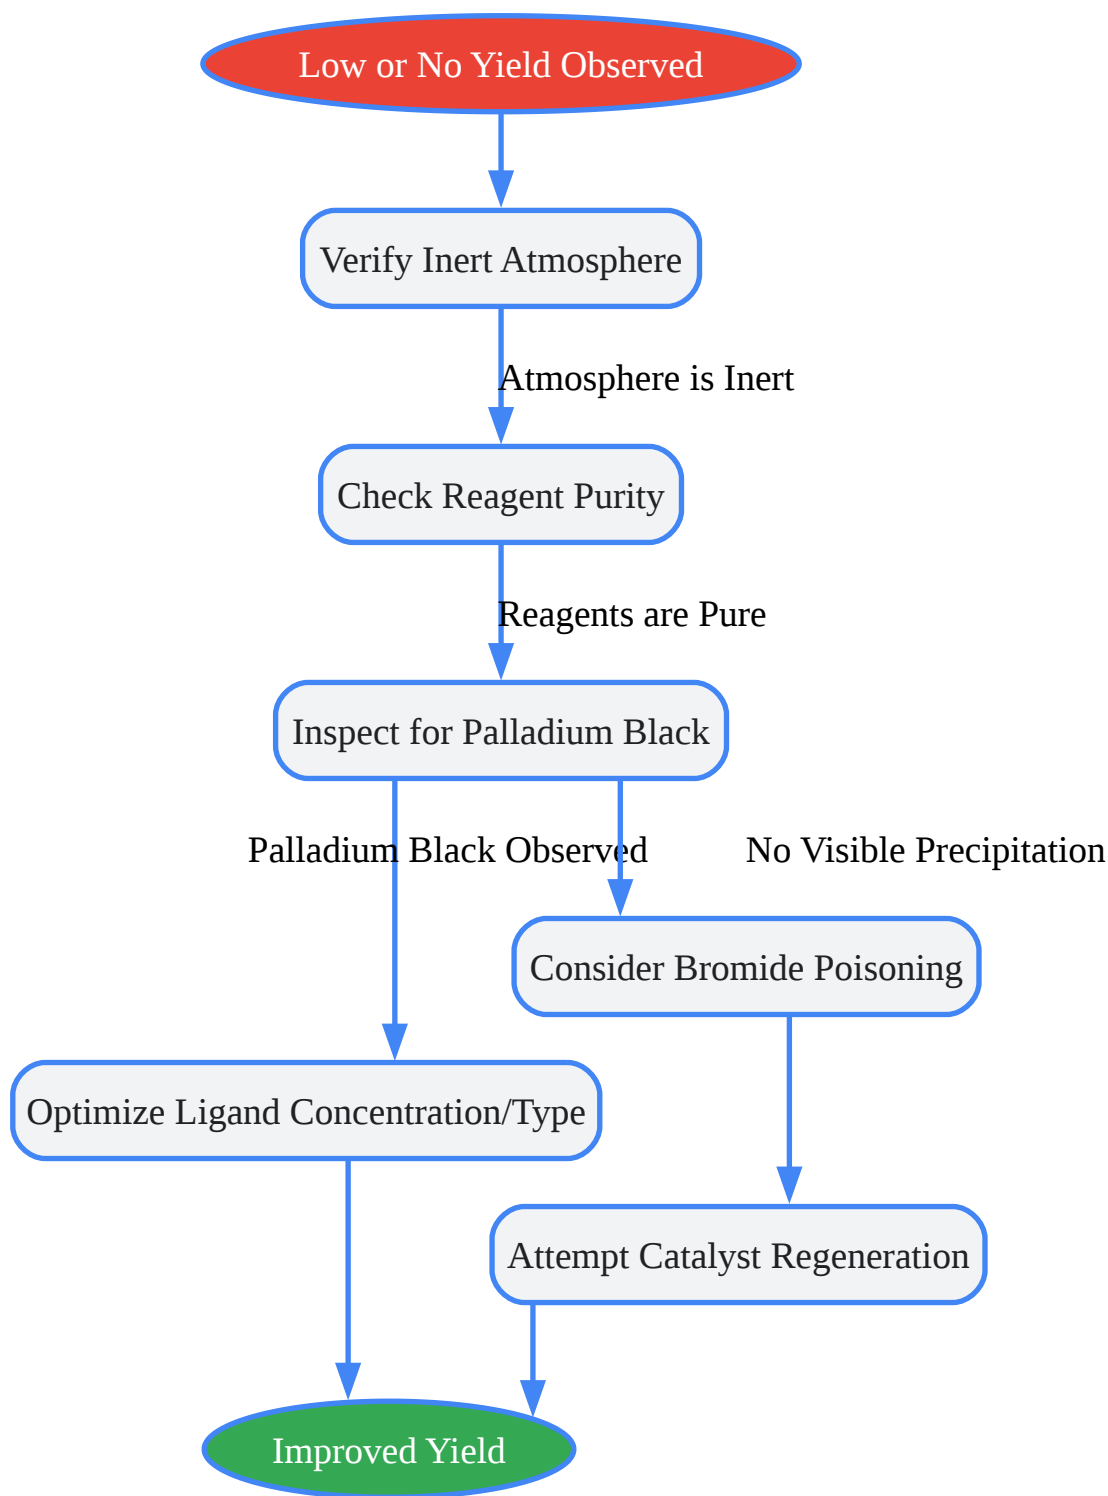 Low or No Yield Observed
Verify Inert Atmosphere
Atmosphere is Inert
Check Reagent Purity
Reagents are Pure
Inspect for Palladium Black
Palladium Black Observed
No Visible Precipitation
Consider Bromide Poisoning
Optimize Ligand Concentration/Type
Attempt Catalyst Regeneration
Improved Yield